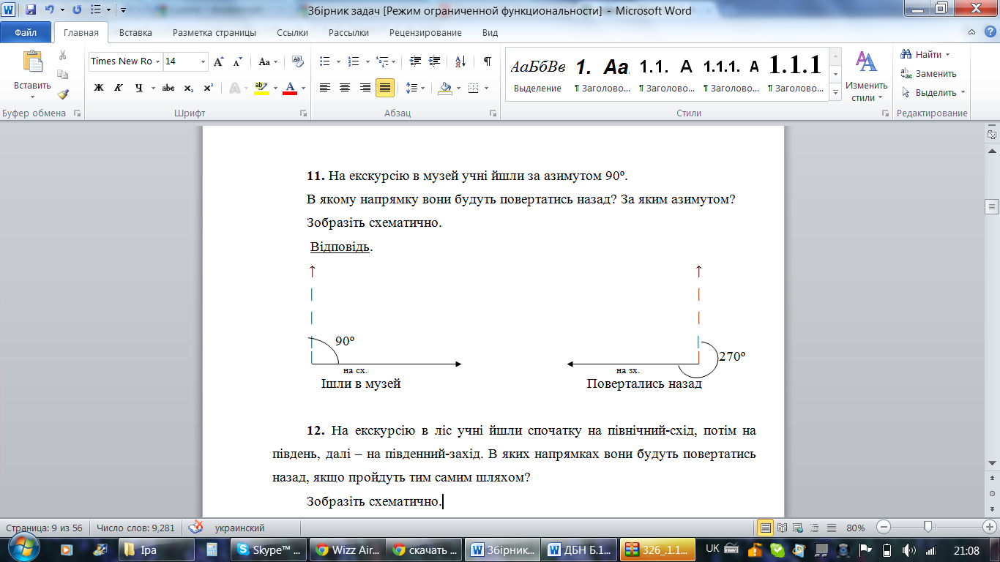 Збірник задач [Режим ограниченной функциональности] - Microsoft Word
Файл Главная Вставка Разметка страницы Ссылки Рассылки Рецензирование Вид
Вставить
Буфер обмена
Times New Ro 14
Ж К Ч abc x₂ x²
Шрифт
Абзац
АаБбВв 1. Аа 1.1. А 1.1.1. А 1.1.1
Выделение ¶ Заголово... ¶ Заголово... ¶ Заголово... ¶ Заголово...
Стили
Изменить стили
Найти
Заменить
Выделить
Редактирование
11. На екскурсію в музей учні йшли за азимутом 90º.
В якому напрямку вони будуть повертатись назад? За яким азимутом?
Зобразіть схематично.
Відповідь.
90º
270º
на сх. на зх.
Ішли в музей Повертались назад
12. На екскурсію в ліс учні йшли спочатку на північний-схід, потім на
південь, далі – на південний-захід. В яких напрямках вони будуть повертатись
назад, якщо пройдуть тим самим шляхом?
Зобразіть схематично.
Страница: 9 из 56 Число слов: 9,281 украинский 80%
Іра Skype™ ... Wizz Air... скачать ... Збірник... ДБН Б.1... 326_.1.1... UK 21:08